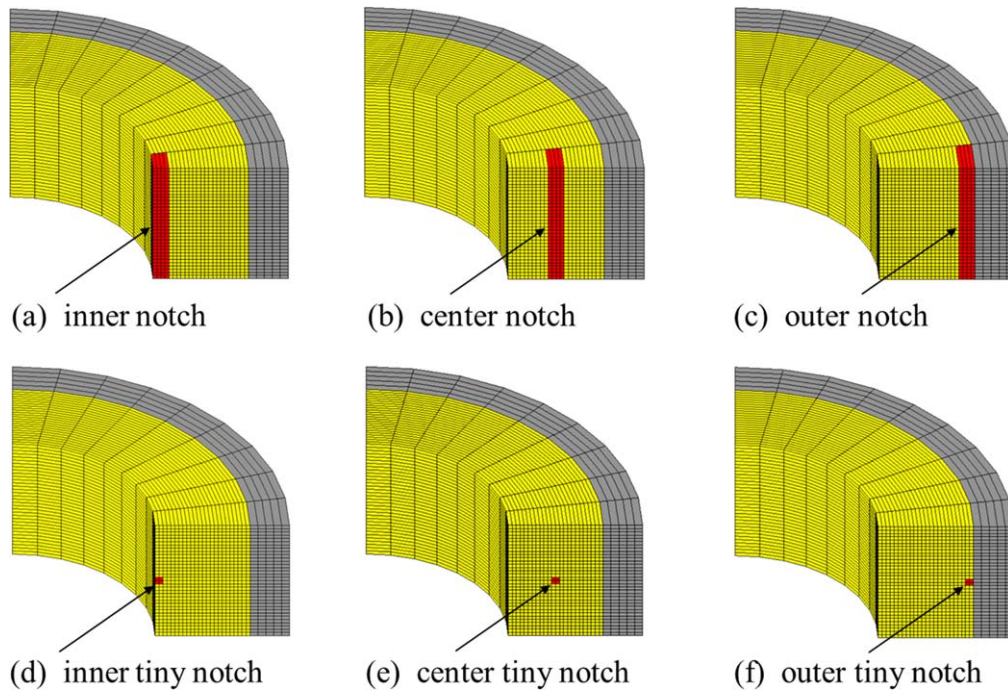 (a) inner notch
(b) center notch
(c) outer notch
(d) inner tiny notch
(e) center tiny notch
(f) outer tiny notch